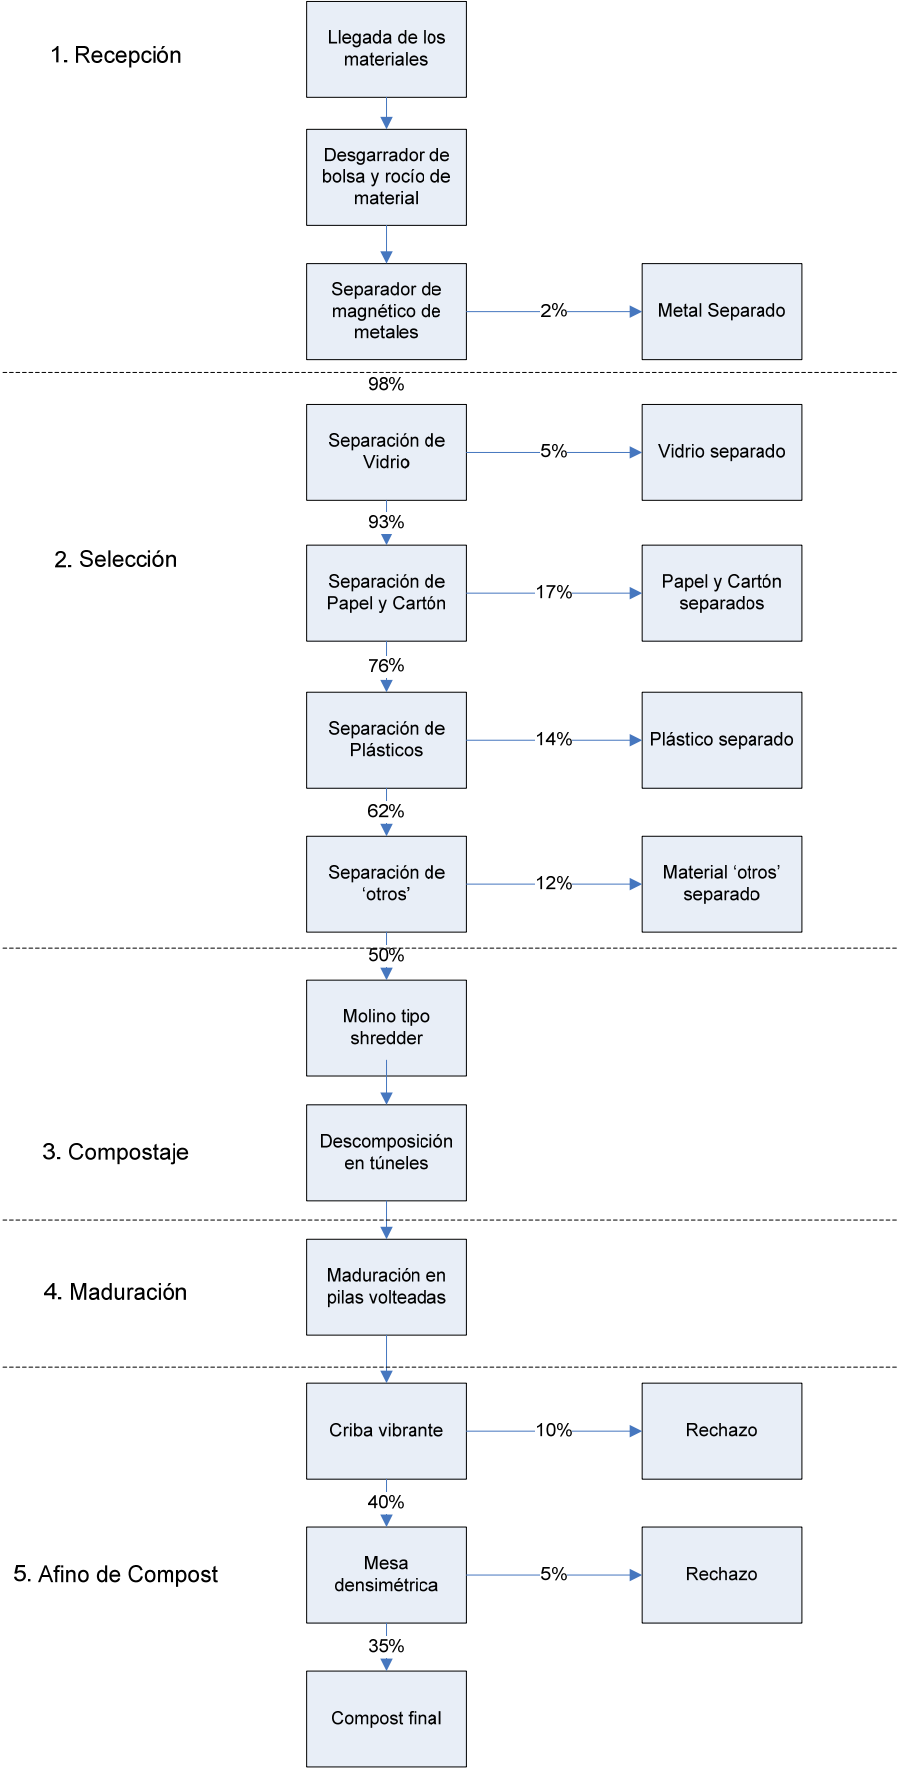 1. Recepción
Llegada de los
materiales
Desgarrador de
bolsa y rocío de
material
Separador de
magnético de
metales
2%
Metal Separado
98%
Separación de
Vidrio
5%
Vidrio separado
93%
2. Selección
Separación de
Papel y Cartón
17%
Papel y Cartón
separados
76%
Separación de
Plásticos
14%
Plástico separado
62%
Separación de
‘otros’
12%
Material ‘otros’
separado
50%
Molino tipo
shredder
3. Compostaje
Descomposición
en túneles
4. Maduración
Maduración en
pilas volteadas
Criba vibrante
10%
Rechazo
40%
5. Afino de Compost
Mesa
densimétrica
5%
Rechazo
35%
Compost final